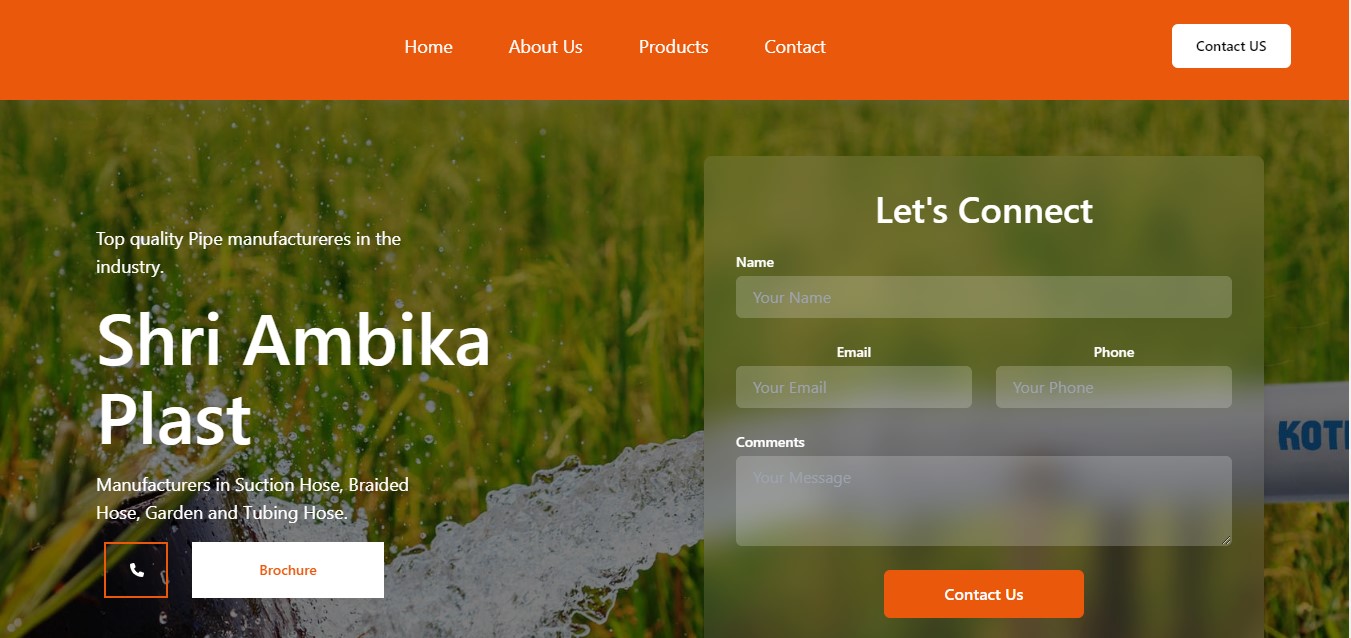 Home
About Us
Products
Contact
Contact US
Top quality Pipe manufactureres in the
industry.
Shri Ambika
Plast
Manufacturers in Suction Hose, Braided
Hose, Garden and Tubing Hose.
Brochure
Let's Connect
Name
Your Name
Email
Phone
Your Email
Your Phone
Comments
Your Message
Contact Us